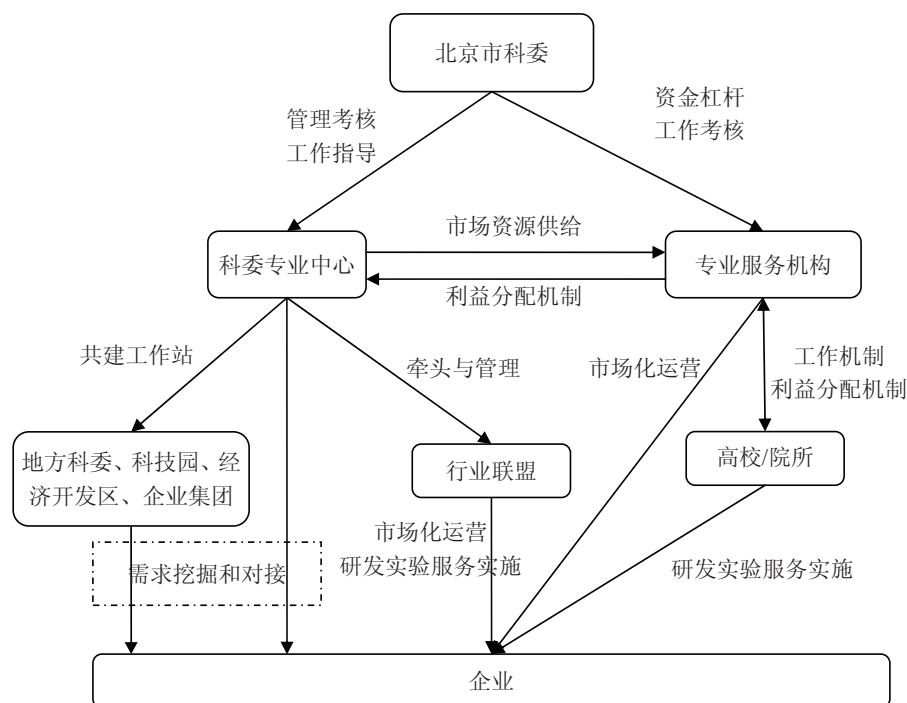 北京市科委
管理考核
工作指导
资金杠杆
工作考核
科委专业中心
市场资源供给
专业服务机构
利益分配机制
共建工作站
牵头与管理
市场化运营
工作机制
利益分配机制
地方科委、科技园、经
济开发区、企业集团
行业联盟
高校/院所
市场化运营
研发实验服务实施
需求挖掘和对接
研发实验服务实施
企业